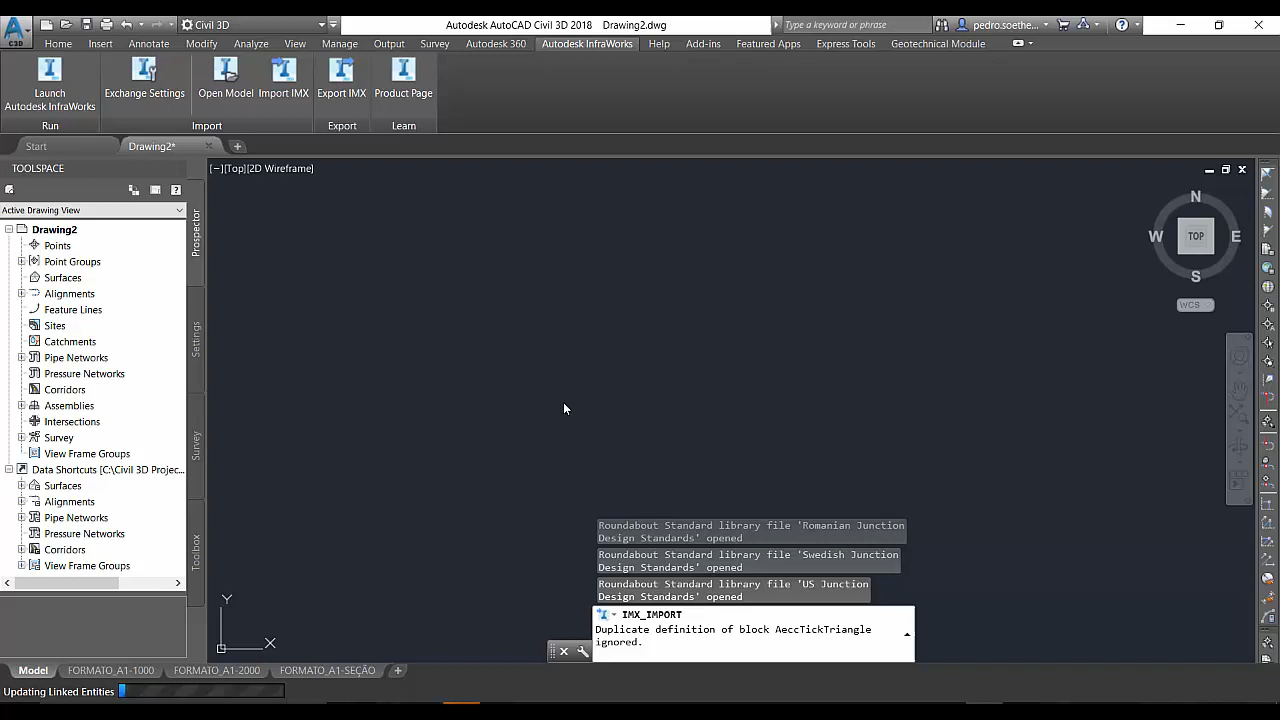 Civil 3D
Autodesk AutoCAD Civil 3D 2018 Drawing2.dwg
Type a keyword or phrase
pedro.soethe...
C3D
Home Insert Annotate Modify Analyze View Manage Output Survey Autodesk 360 Autodesk InfraWorks Help Add-ins Featured Apps Express Tools Geotechnical Module
Launch
Autodesk InfraWorks
Exchange Settings
Open Model
Import IMX
Export IMX
Product Page
Run
Import
Export
Learn
Start
Drawing2*
TOOLSPACE
[−][Top][2D Wireframe]
Active Drawing View
Drawing2
Points
Point Groups
Surfaces
Alignments
Feature Lines
Sites
Catchments
Pipe Networks
Pressure Networks
Corridors
Assemblies
Intersections
Survey
View Frame Groups
Data Shortcuts [C:\Civil 3D Projec...
Surfaces
Alignments
Pipe Networks
Pressure Networks
Corridors
View Frame Groups
Prospector
Settings
Survey
Toolbox
N
W
TOP
E
S
WCS
Y
X
Roundabout Standard library file 'Romanian Junction
Design Standards' opened
Roundabout Standard library file 'Swedish Junction
Design Standards' opened
Roundabout Standard library file 'US Junction
Design Standards' opened
IMX_IMPORT
Duplicate definition of block AeccTickTriangle
ignored.
Model
FORMATO_A1-1000
FORMATO_A1-2000
FORMATO_A1-SEÇÃO
Updating Linked Entities